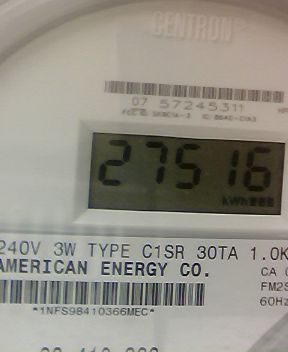 CENTRON
07 57245311
27516
kWh
240V 3W TYPE C1SR 30TA 1.0K
AMERICAN ENERGY CO.
CA 0
FM2S
60Hz
*1NFS98410366MEC*